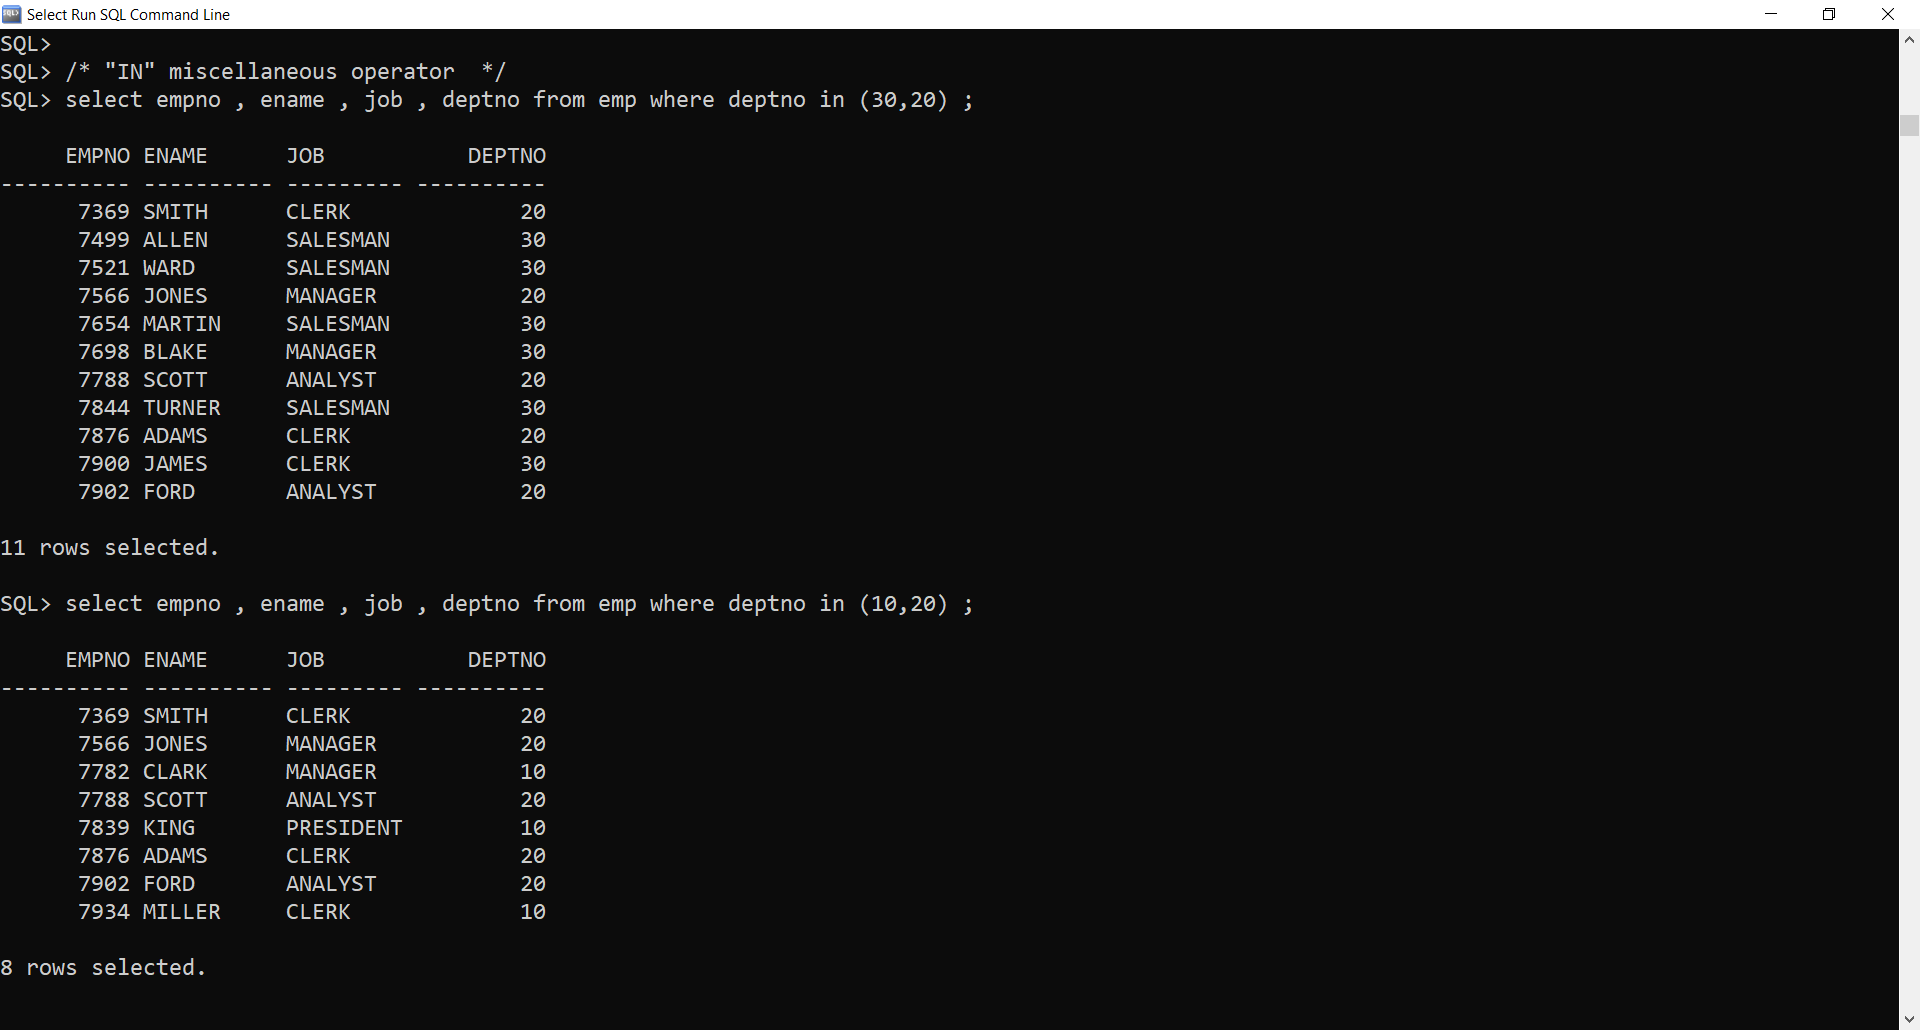 Select Run SQL Command Line
SQL>
SQL> /* "IN" miscellaneous operator  */
SQL> select empno , ename , job , deptno from emp where deptno in (30,20) ;

     EMPNO ENAME      JOB           DEPTNO
---------- ---------- --------- ----------
      7369 SMITH      CLERK             20
      7499 ALLEN      SALESMAN          30
      7521 WARD       SALESMAN          30
      7566 JONES      MANAGER           20
      7654 MARTIN     SALESMAN          30
      7698 BLAKE      MANAGER           30
      7788 SCOTT      ANALYST           20
      7844 TURNER     SALESMAN          30
      7876 ADAMS      CLERK             20
      7900 JAMES      CLERK             30
      7902 FORD       ANALYST           20

11 rows selected.

SQL> select empno , ename , job , deptno from emp where deptno in (10,20) ;

     EMPNO ENAME      JOB           DEPTNO
---------- ---------- --------- ----------
      7369 SMITH      CLERK             20
      7566 JONES      MANAGER           20
      7782 CLARK      MANAGER           10
      7788 SCOTT      ANALYST           20
      7839 KING       PRESIDENT         10
      7876 ADAMS      CLERK             20
      7902 FORD       ANALYST           20
      7934 MILLER     CLERK             10

8 rows selected.